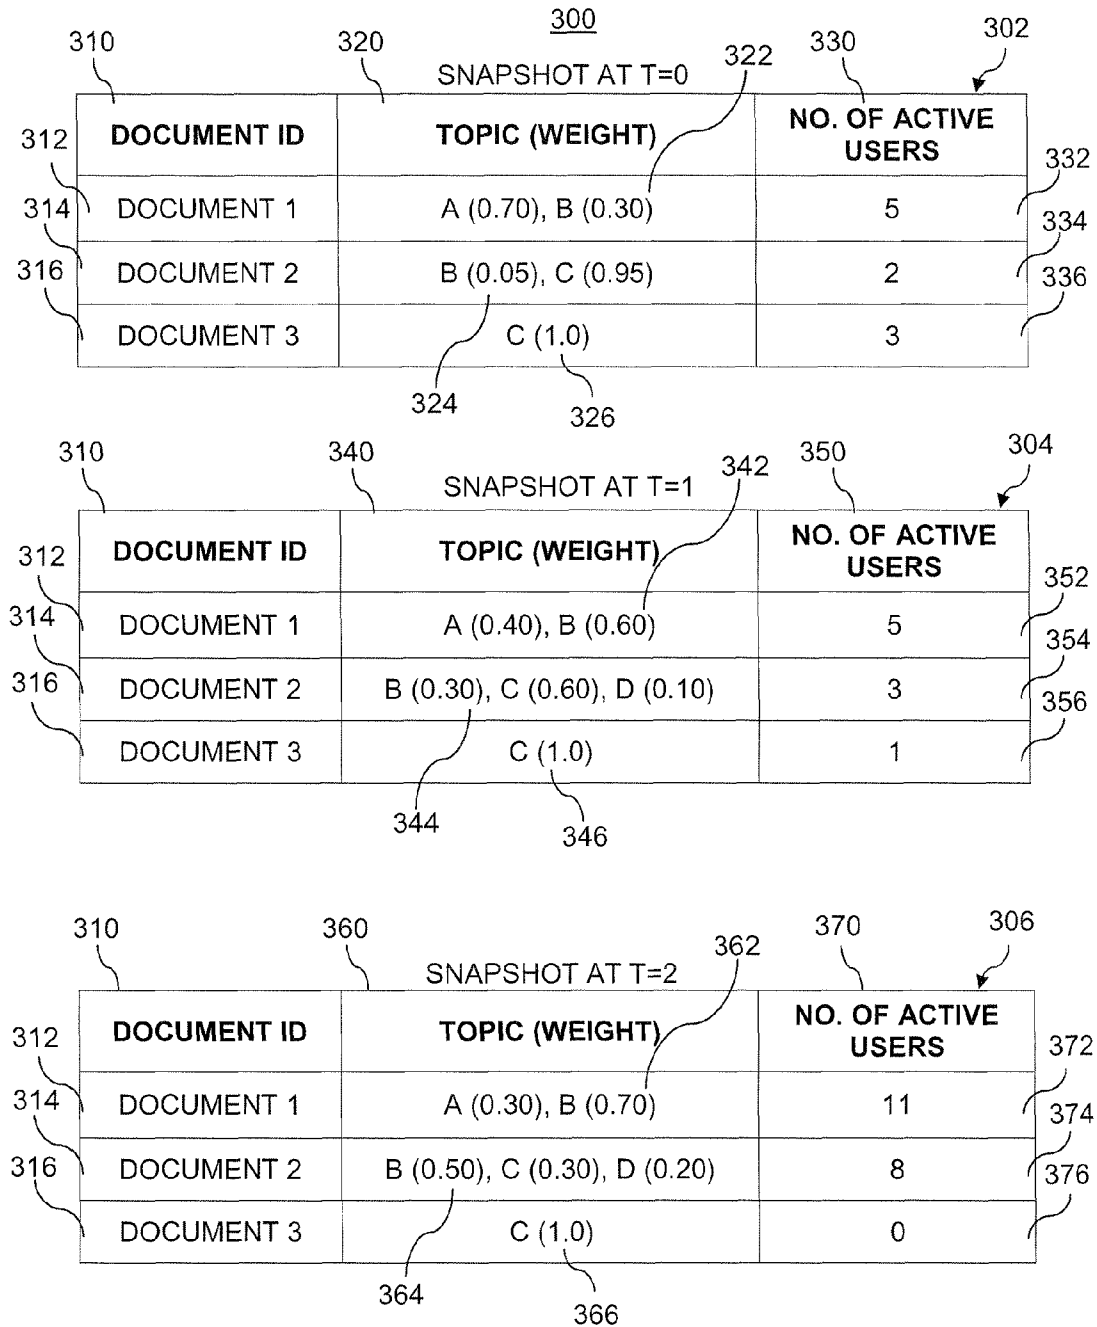 300
310 320 330 302
SNAPSHOT AT T=0 322
DOCUMENT ID TOPIC (WEIGHT) NO. OF ACTIVE USERS
312 DOCUMENT 1 A (0.70), B (0.30) 5 332
314 DOCUMENT 2 B (0.05), C (0.95) 2 334
316 DOCUMENT 3 C (1.0) 3 336
324 326
310 340 350 304
SNAPSHOT AT T=1 342
DOCUMENT ID TOPIC (WEIGHT) NO. OF ACTIVE USERS
312 DOCUMENT 1 A (0.40), B (0.60) 5 352
314 DOCUMENT 2 B (0.30), C (0.60), D (0.10) 3 354
316 DOCUMENT 3 C (1.0) 1 356
344 346
310 360 370 306
SNAPSHOT AT T=2 362
DOCUMENT ID TOPIC (WEIGHT) NO. OF ACTIVE USERS
312 DOCUMENT 1 A (0.30), B (0.70) 11 372
314 DOCUMENT 2 B (0.50), C (0.30), D (0.20) 8 374
316 DOCUMENT 3 C (1.0) 0 376
364 366